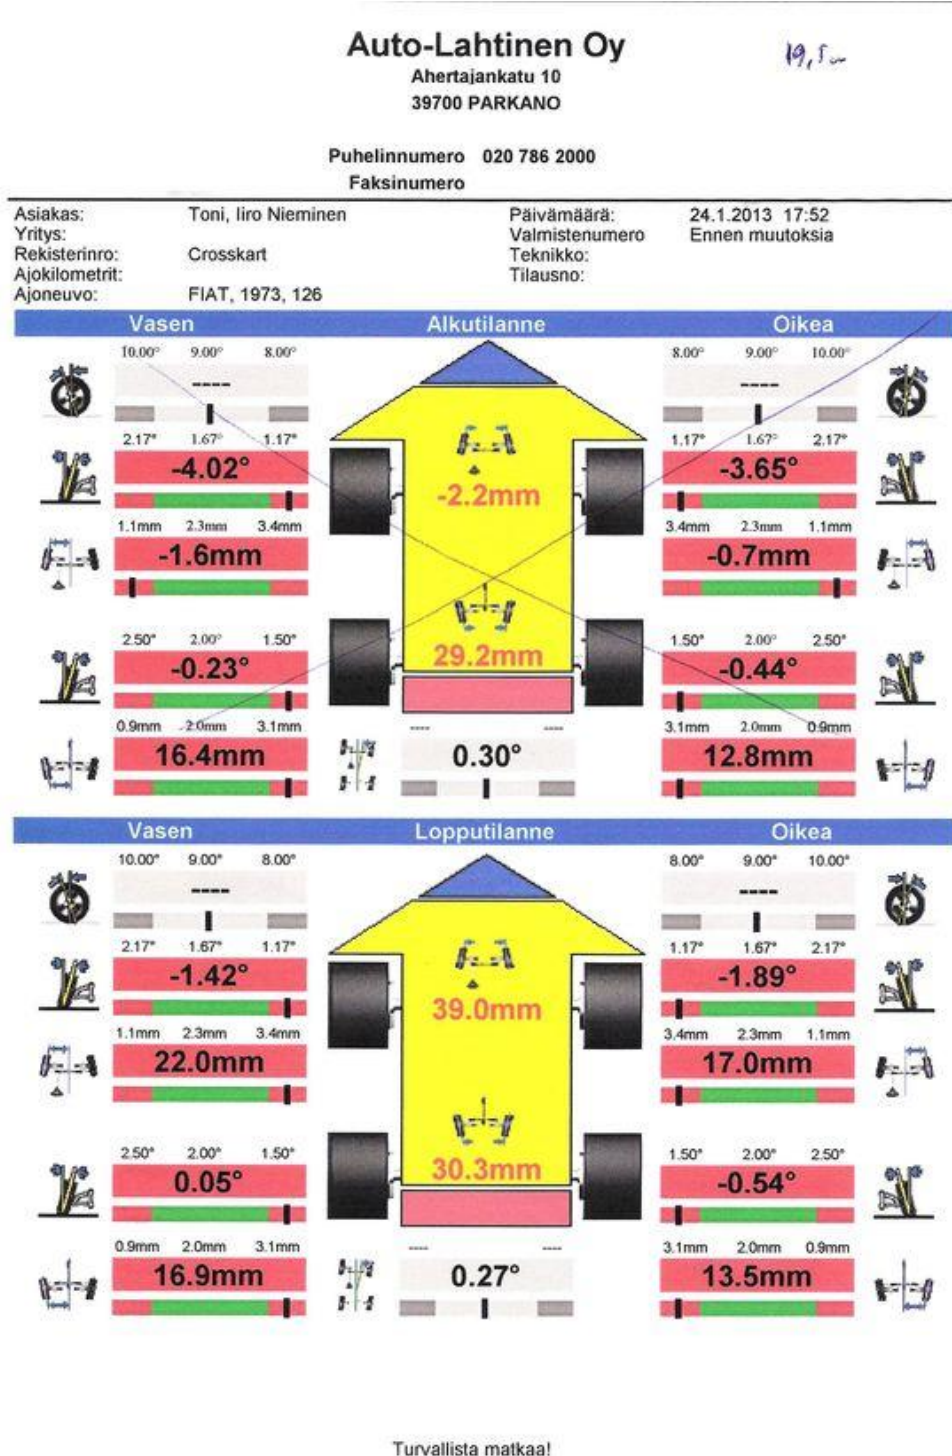 Auto-Lahtinen Oy
Ahertajankatu 10
39700 PARKANO
Puhelinnumero 020 786 2000
Faksinumero
Asiakas: Toni, Iiro Nieminen Päivämäärä: 24.1.2013 17:52
Yritys: Valmistenumero Ennen muutoksia
Rekisterinro: Crosskart Teknikko:
Ajokilometrit: Tilausno:
Ajoneuvo: FIAT, 1973, 126
Vasen Alkutilanne Oikea
10.00° 9.00° 8.00° 8.00° 9.00° 10.00°
---- ----
2.17° 1.67° 1.17° 1.17° 1.67° 2.17°
-4.02° -2.2mm -3.65°
1.1mm 2.3mm 3.4mm 3.4mm 2.3mm 1.1mm
-1.6mm -0.7mm
2.50° 2.00° 1.50° 1.50° 2.00° 2.50°
-0.23° 29.2mm -0.44°
0.9mm 2.0mm 3.1mm ---- ---- 3.1mm 2.0mm 0.9mm
16.4mm 0.30° 12.8mm
Vasen Lopputilanne Oikea
10.00° 9.00° 8.00° 8.00° 9.00° 10.00°
---- ----
2.17° 1.67° 1.17° 1.17° 1.67° 2.17°
-1.42° 39.0mm -1.89°
1.1mm 2.3mm 3.4mm 3.4mm 2.3mm 1.1mm
22.0mm 17.0mm
2.50° 2.00° 1.50° 1.50° 2.00° 2.50°
0.05° 30.3mm -0.54°
0.9mm 2.0mm 3.1mm ---- ---- 3.1mm 2.0mm 0.9mm
16.9mm 0.27° 13.5mm
Turvallista matkaa!